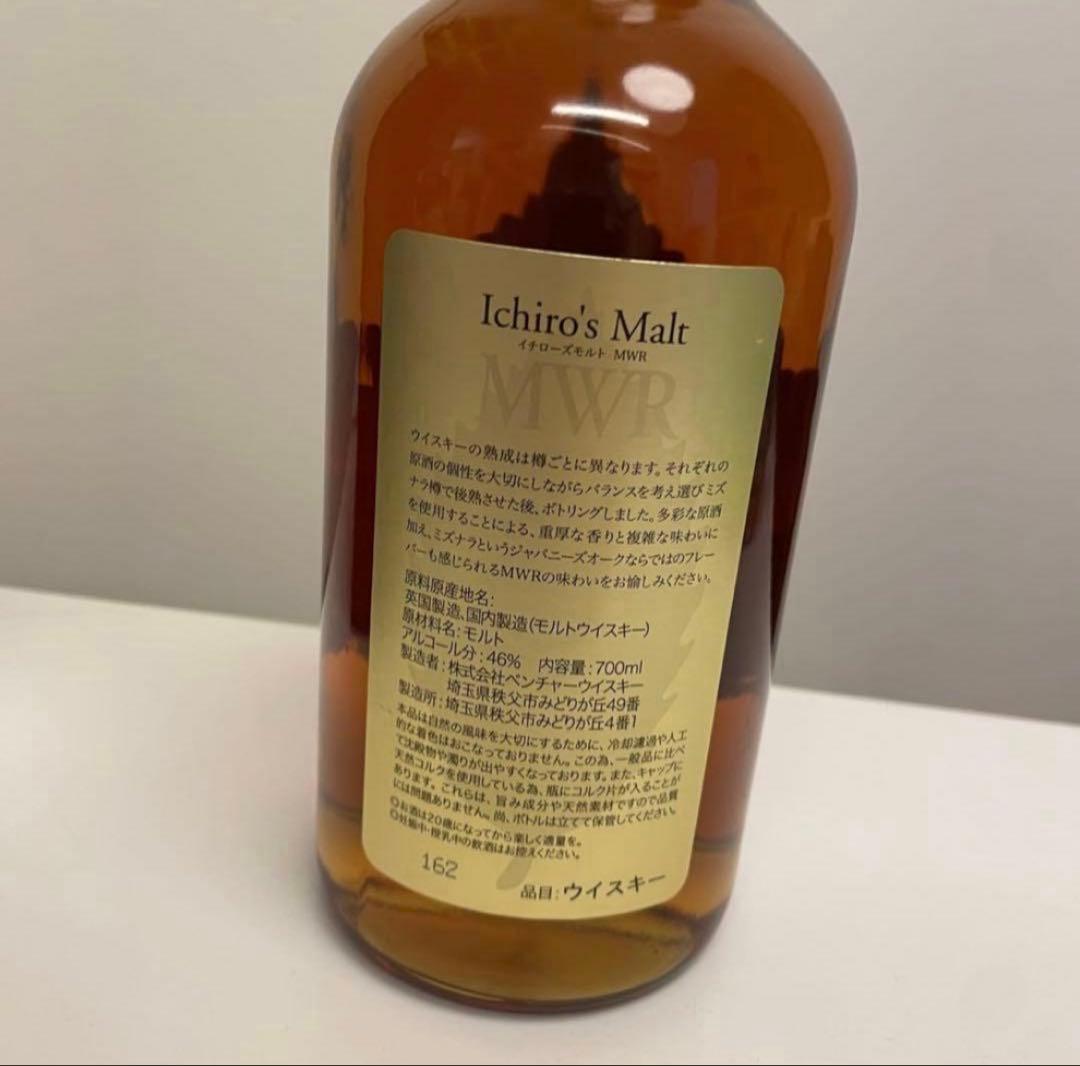 Ichiro's Malt
イチローズモルト MWR
MWR
ウイスキーの熟成は樽ごとに異なります。それぞれの
原酒の個性を大切にしながらバランスを考え選びミズ
ナラ樽で後熟させた後、ボトリングしました。多彩な原酒
を使用することによる、重厚な香りと複雑な味わいに
加え、ミズナラというジャパニーズオークならではのフレー
バーも感じられるMWRの味わいをお愉しみください。
原料原産地名:
英国製造、国内製造(モルトウイスキー)
原材料名:モルト
アルコール分:46% 内容量:700ml
製造者:株式会社ベンチャーウイスキー
埼玉県秩父市みどりが丘49番
製造所:埼玉県秩父市みどりが丘4番1
本品は自然の風味を大切にするために、冷却濾過や人工
的な着色はおこなっておりません。この為、一般品に比べ
て沈殿物や濁りが出やすくなっております。また、キャップに
天然コルクを使用している為、瓶にコルク片が入ることが
あります。これらは、旨み成分や天然素材ですので品質
には問題ありません。尚、ボトルは立てて保管してください。
◎お酒は20歳になってから楽しく適量を。
◎妊娠中・授乳中の飲酒はお控えください。
162
品目:ウイスキー